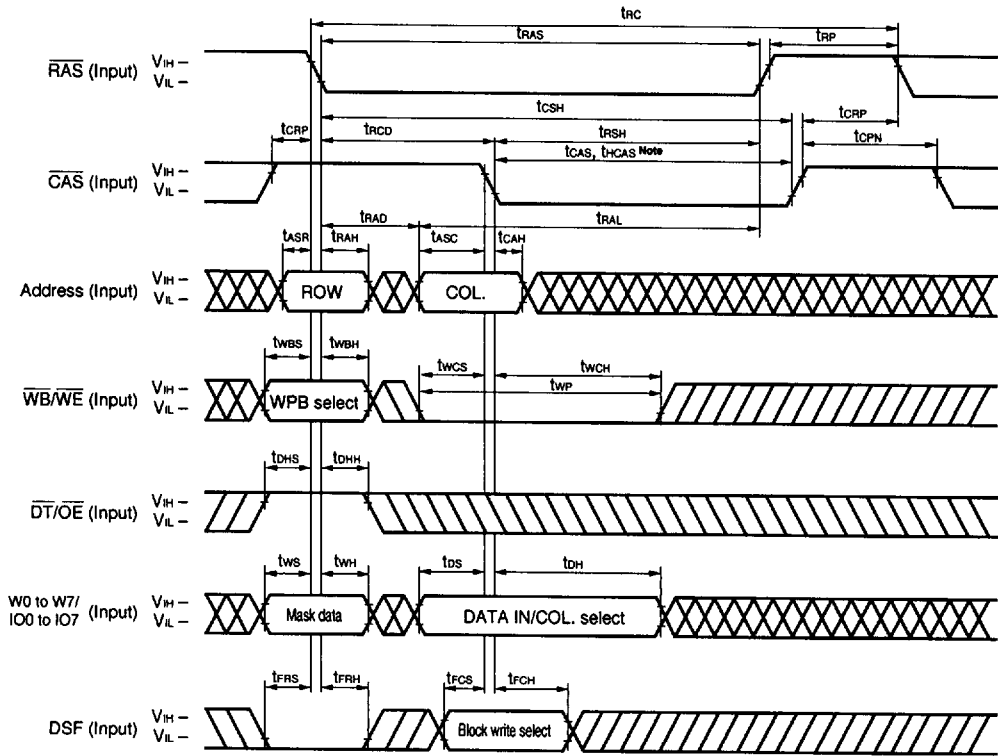 tRC
tRAS
tRP
RAS (Input)
VIH –
VIL –
tCSH
tCRP
tCRP
tRCD
tRSH
tCPN
tCAS, tHCAS Note
CAS (Input)
VIH –
VIL –
tRAD
tRAL
tASR
tRAH
tASC
tCAH
Address (Input)
VIH –
VIL –
ROW
COL.
tWBS
tWBH
tWCS
tWCH
tWP
WB/WE (Input)
VIH –
VIL –
WPB select
tDHS
tDHH
DT/OE (Input)
VIH –
VIL –
tWS
tWH
tDS
tDH
W0 to W7/
IO0 to IO7 (Input)
VIH –
VIL –
Mask data
DATA IN/COL. select
tFRS
tFRH
tFCS
tFCH
DSF (Input)
VIH –
VIL –
Block write select